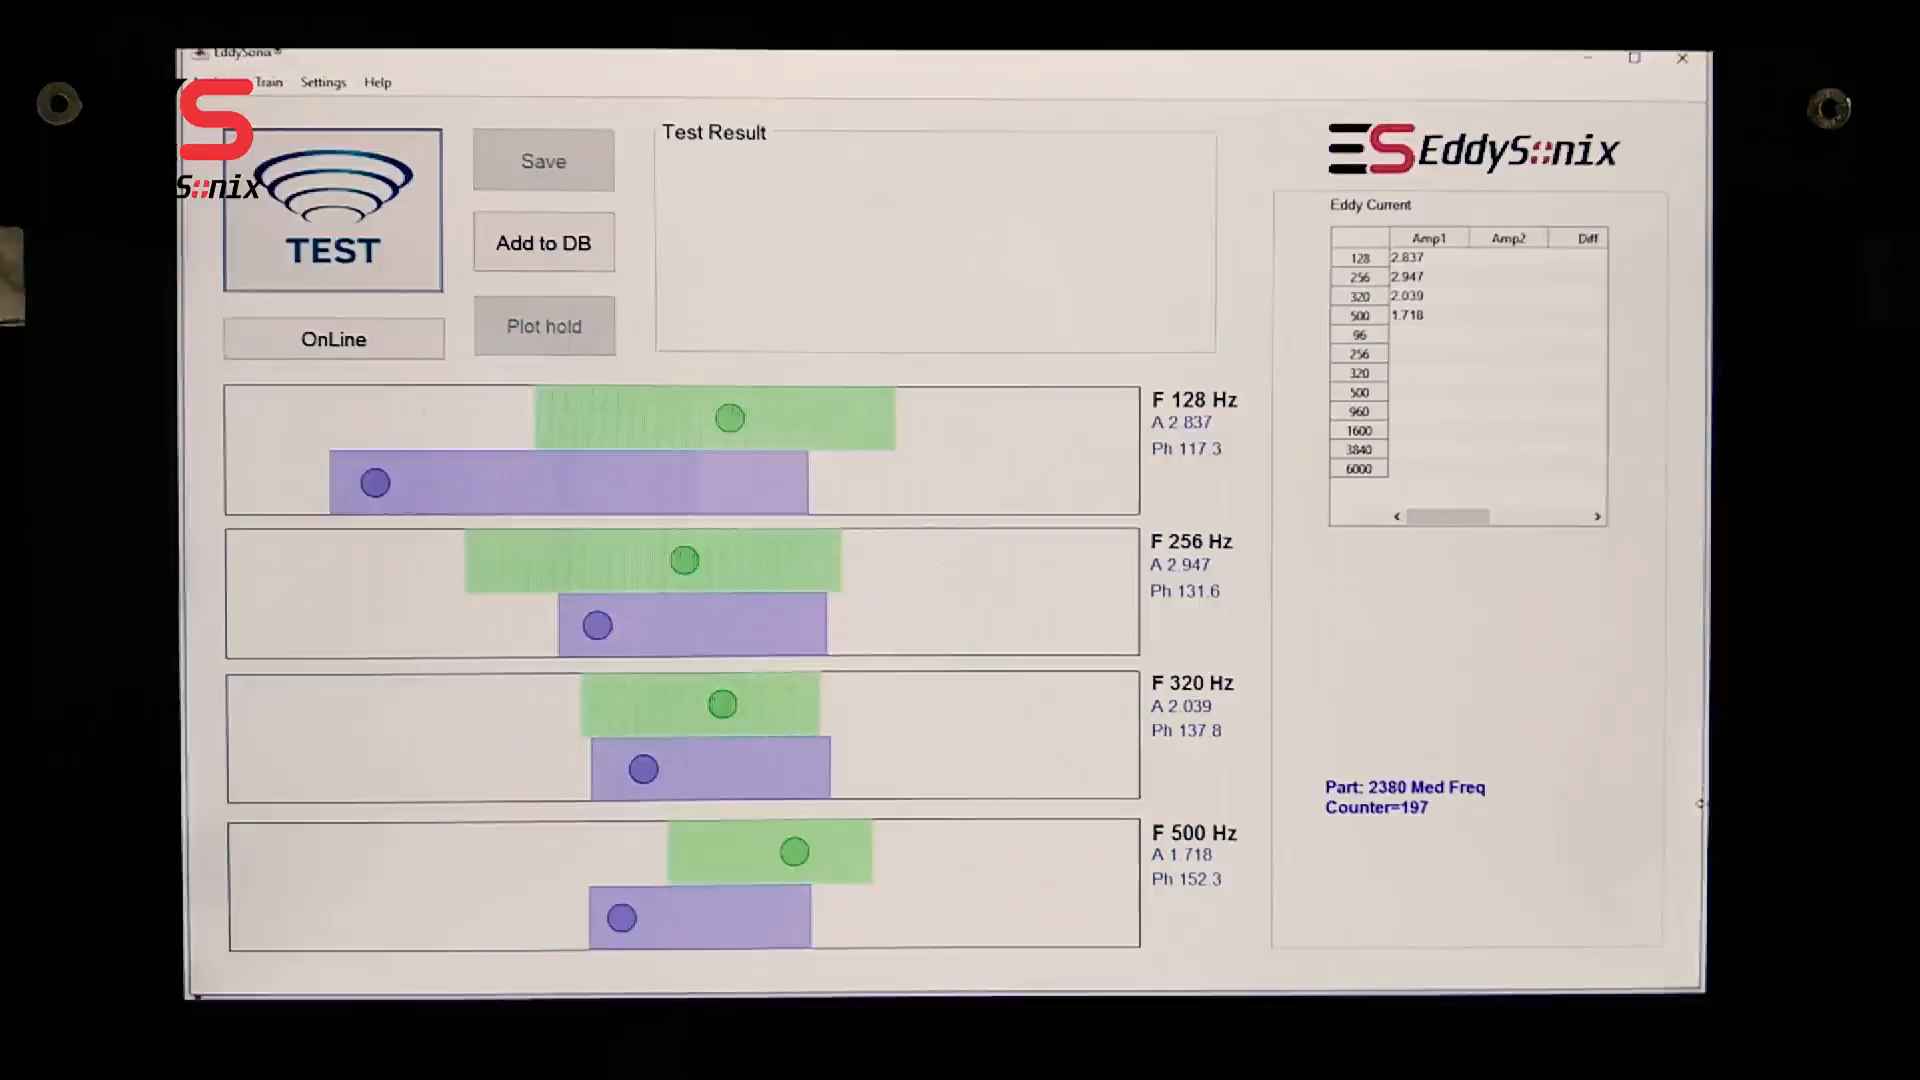 EddySonix
Train Settings Help
Sonix
TEST
Save
Add to DB
Plot hold
OnLine
Test Result
ES EddySonix
Eddy Current
Amp1 Amp2 Diff
128 2.837
256 2.947
320 2.039
500 1.718
96
256
320
500
960
1600
3840
6000
F 128 Hz
A 2 837
Ph 117 3
F 256 Hz
A 2.947
Ph 131.6
F 320 Hz
A 2.039
Ph 137 8
F 500 Hz
A 1.718
Ph 152.3
Part: 2380 Med Freq
Counter=197